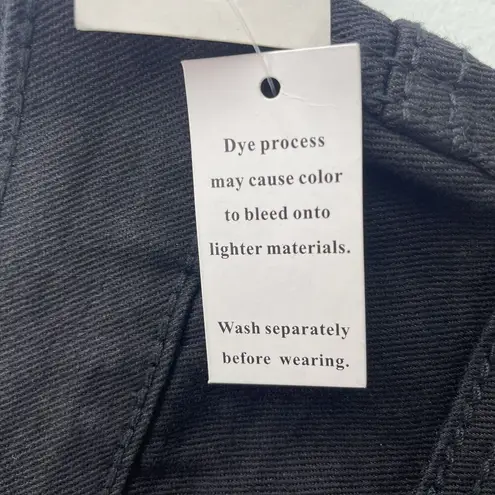 Dye process
may cause color
to bleed onto
lighter materials.
Wash separately
before wearing.